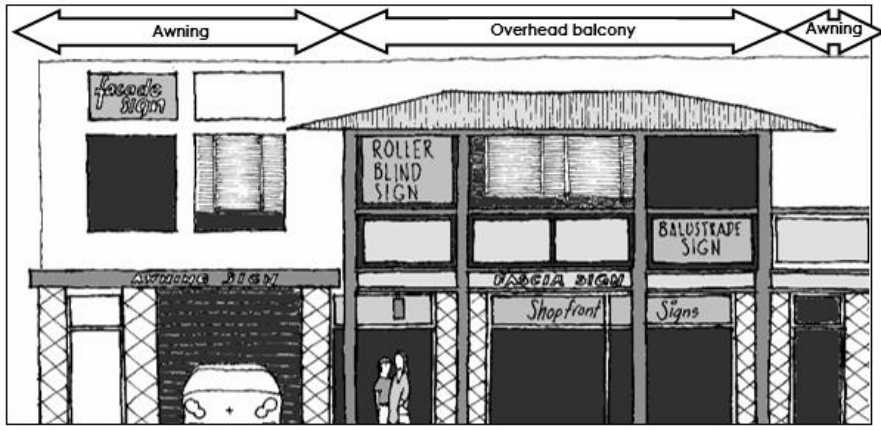 Awning
Overhead balcony
Awning
facade
SIGN
ROLLER
BLIND
SIGN
BALUSTRADE
SIGN
AWNING SIGN
FASCIA SIGN
Shopfront
Signs